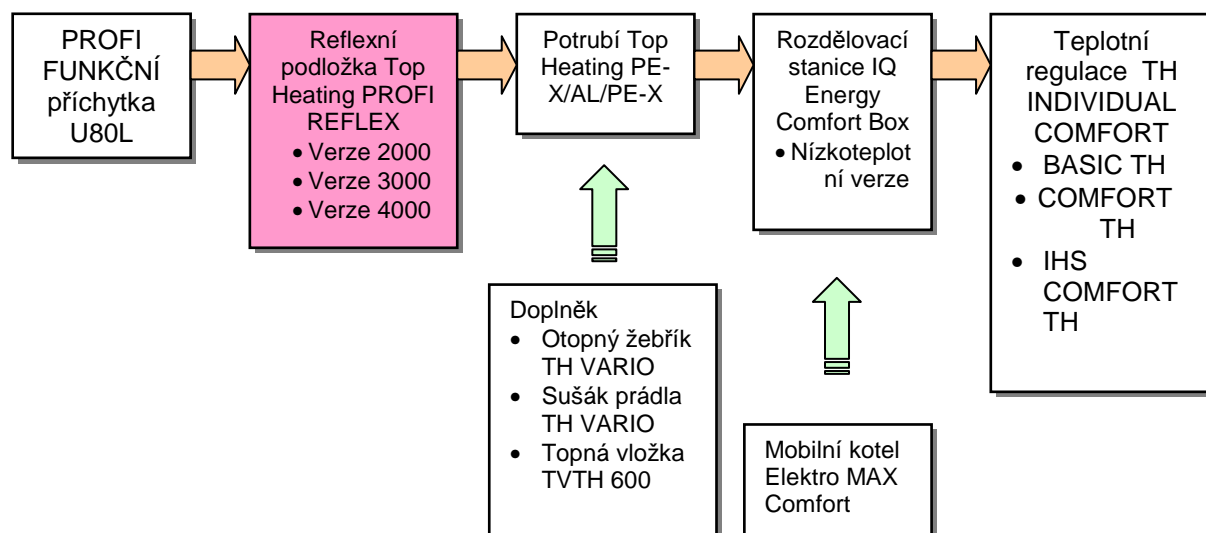 PROFI
FUNKČNÍ
příchytka
U80L
Reflexní
podložka Top
Heating PROFI
REFLEX
• Verze 2000
• Verze 3000
• Verze 4000
Potrubí Top
Heating PE-
X/AL/PE-X
Rozdělovací
stanice IQ
Energy
Comfort Box
• Nízkoteplot
ní verze
Teplotní
regulace TH
INDIVIDUAL
COMFORT
• BASIC TH
• COMFORT
TH
• IHS
COMFORT
TH
Doplněk
• Otopný žebřík
TH VARIO
• Sušák prádla
TH VARIO
• Topná vložka
TVTH 600
Mobilní kotel
Elektro MAX
Comfort